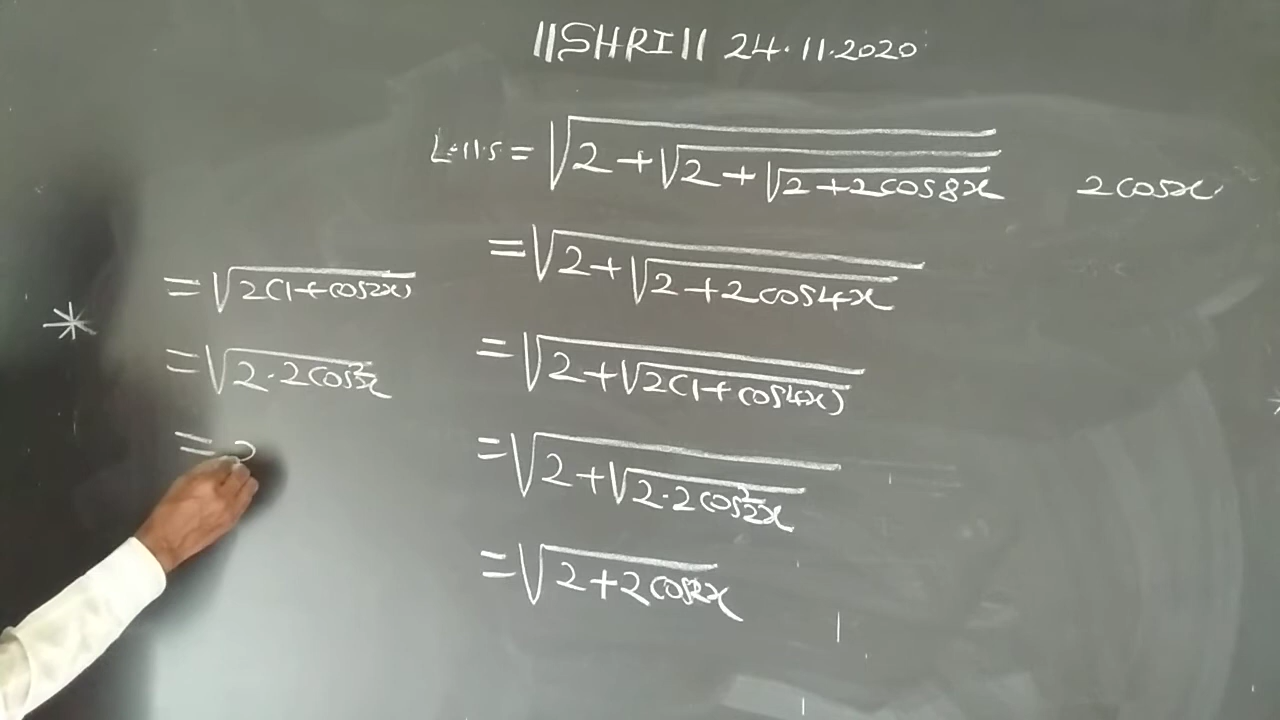 ||SHRI|| 24.11.2020
L.H.S = √2+√2+√2+2cos8x 2cosx
= √2+√2+2cos4x
= √2+√2(1+cos4x)
= √2+√2·2cos²2x
= √2+2cos2x
= √2(1+cos2x)
*
= √2·2cos²x
= 2